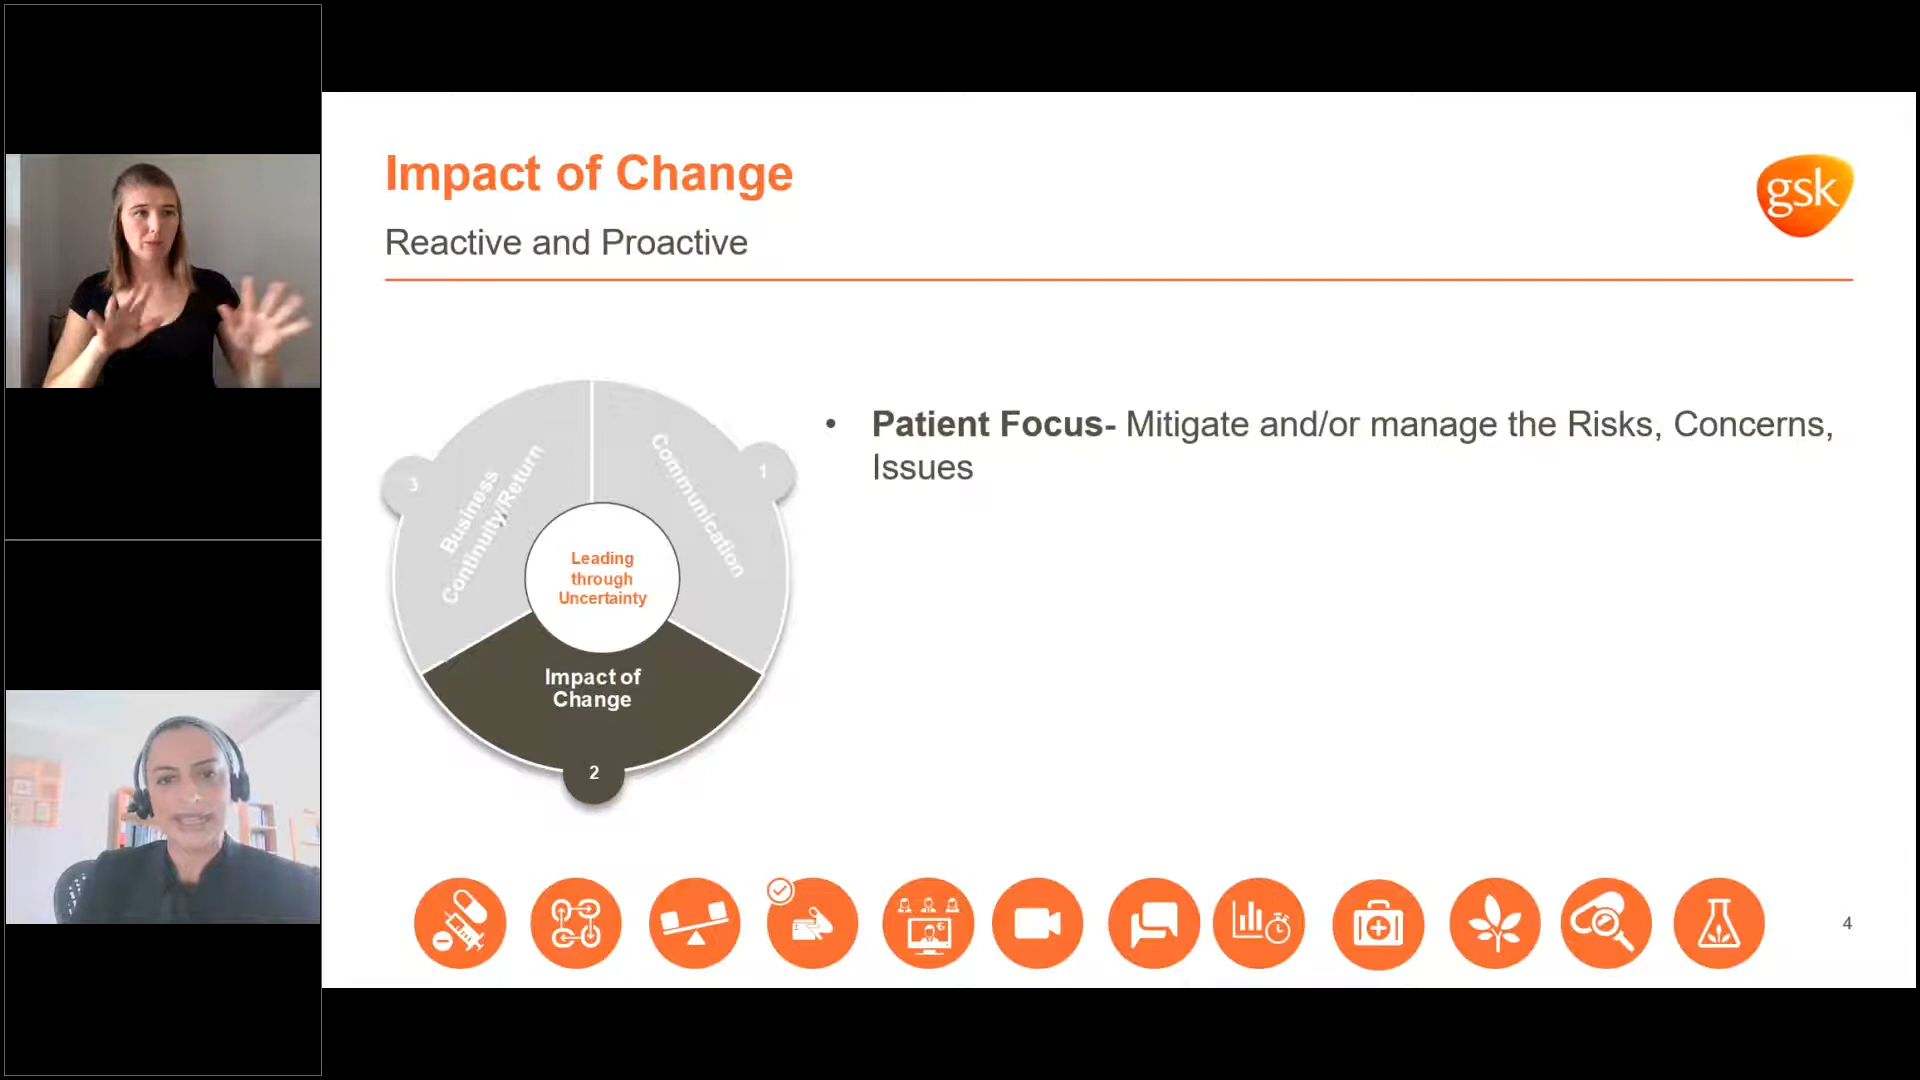 Impact of Change
gsk
Reactive and Proactive
• Patient Focus- Mitigate and/or manage the Risks, Concerns,
Issues
1
Communication
3
Business
Continuity/Return
Leading
through
Uncertainty
Impact of
Change
2
4